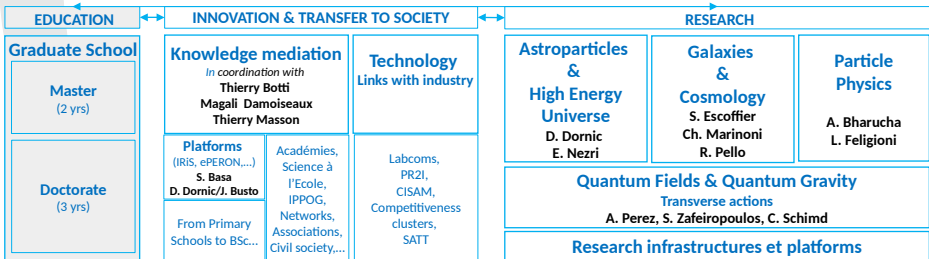 EDUCATION
INNOVATION & TRANSFER TO SOCIETY
RESEARCH
Graduate School
Master
(2 yrs)
Doctorate
(3 yrs)
Knowledge mediation
In coordination with
Thierry Botti
Magali Damoiseaux
Thierry Masson
Technology
Links with industry
Platforms
(IRiS, ePERON,...)
S. Basa
D. Dornic/J. Busto
From Primary
Schools to BSc...
Académies,
Science à
l'Ecole,
IPPOG,
Networks,
Associations,
Civil society,...
Labcoms,
PR2I,
CISAM,
Competitiveness
clusters,
SATT
Astroparticles
&
High Energy
Universe
D. Dornic
E. Nezri
Galaxies
&
Cosmology
S. Escoffier
Ch. Marinoni
R. Pello
Particle
Physics
A. Bharucha
L. Feligioni
Quantum Fields & Quantum Gravity
Transverse actions
A. Perez, S. Zafeiropoulos, C. Schimd
Research infrastructures et platforms